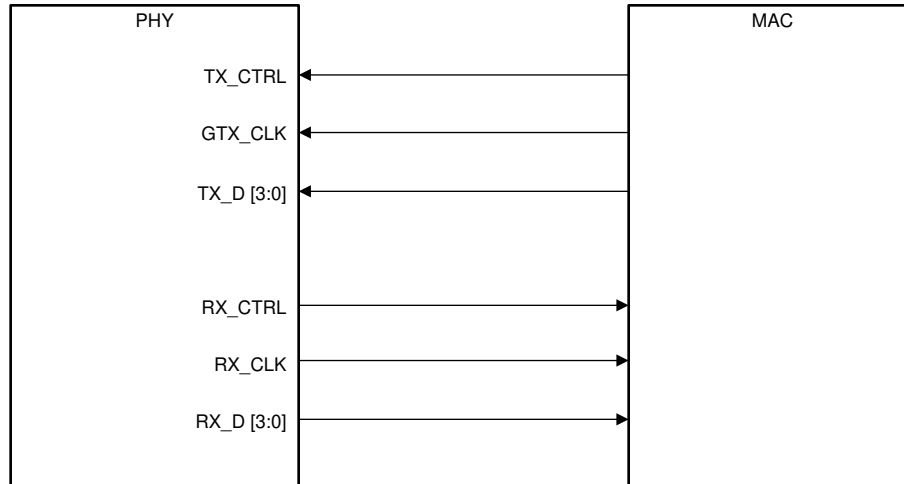 PHY
MAC
TX_CTRL
GTX_CLK
TX_D [3:0]
RX_CTRL
RX_CLK
RX_D [3:0]